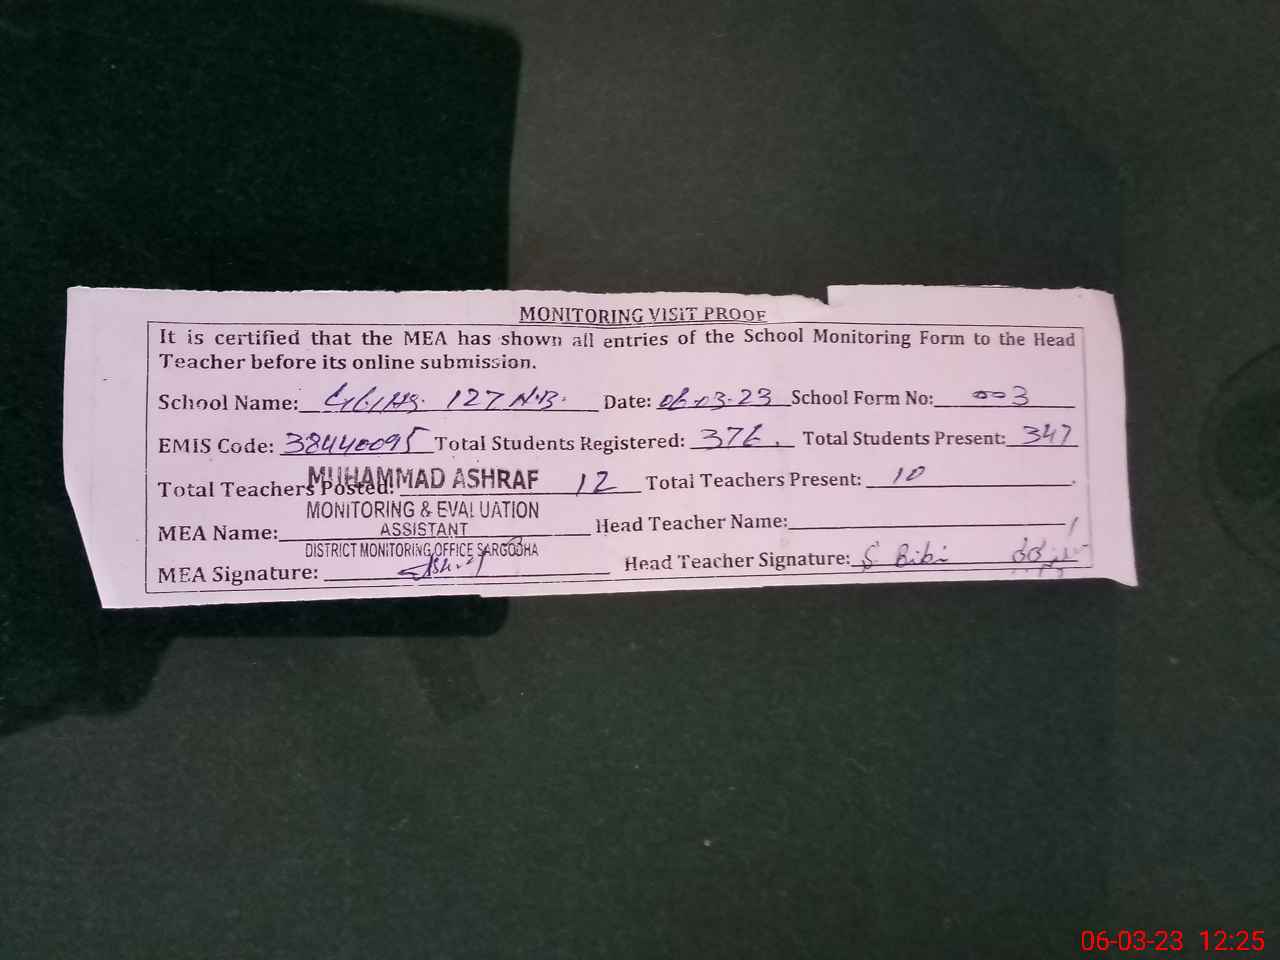 MONITORING VISIT PROOF
It is certified that the MEA has shown all entries of the School Monitoring Form to the Head
Teacher before its online submission.
School Name: 127 N.B. Date: 06-03-23 School Form No: 003
EMIS Code: 38440095 Total Students Registered: 376. Total Students Present: 347
Total Teachers Posted: 12 Total Teachers Present: 10
MUHAMMAD ASHRAF
MONITORING & EVALUATION
ASSISTANT
DISTRICT MONITORING OFFICE SARGODHA
MEA Name: Head Teacher Name:
MEA Signature: Head Teacher Signature: S Bibi
06-03-23 12:25